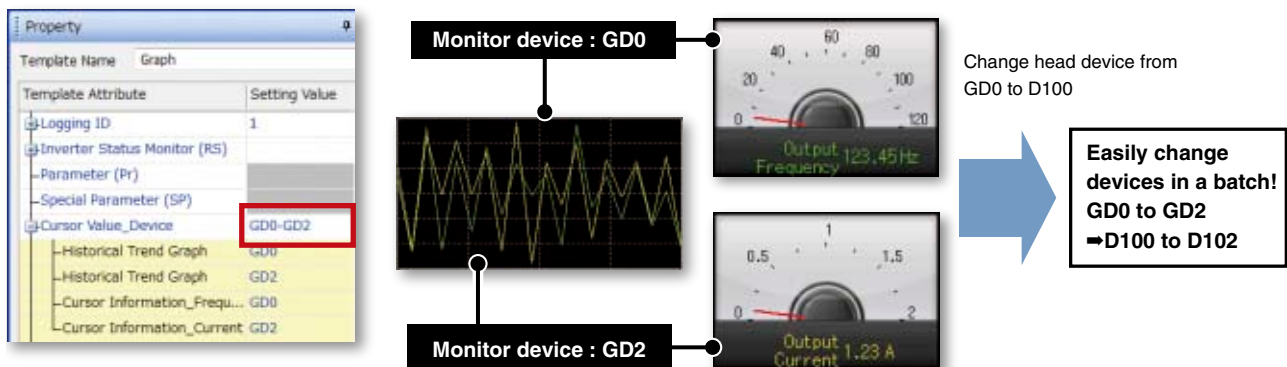 Property
Template Name Graph
Template Attribute Setting Value
Logging ID 1
Inverter Status Monitor (RS)
Parameter (Pr)
Special Parameter (SP)
Cursor Value_Device GD0-GD2
Historical Trend Graph GD0
Historical Trend Graph GD2
Cursor Information_Frequ... GD0
Cursor Information_Current GD2
Monitor device : GD0
Monitor device : GD2
0 20 40 60 80 100 120
Output
Frequency 123.45 Hz
0 0.5 1 1.5 2
Output
Current 1.23 A
Change head device from
GD0 to D100
Easily change
devices in a batch!
GD0 to GD2
➡D100 to D102